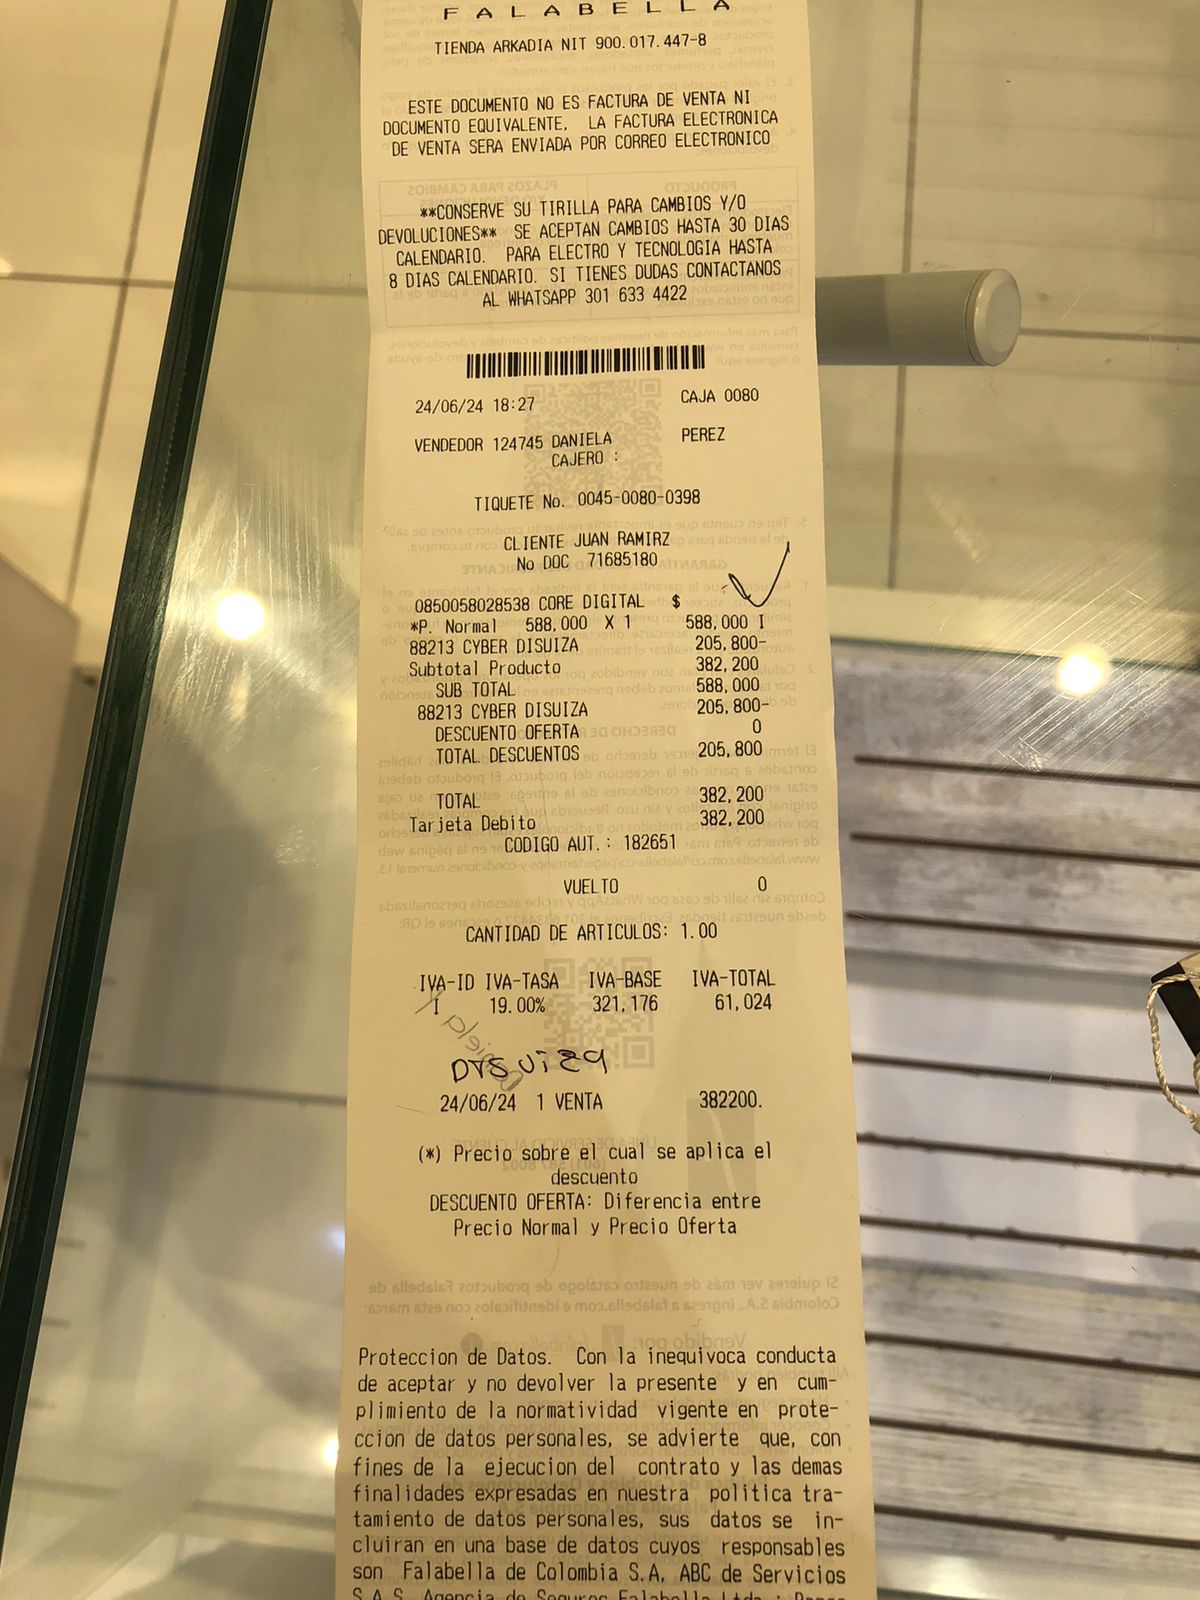 FALABELLA
TIENDA ARKADIA NIT 900.017.447-8
ESTE DOCUMENTO NO ES FACTURA DE VENTA NI
DOCUMENTO EQUIVALENTE, LA FACTURA ELECTRONICA
DE VENTA SERA ENVIADA POR CORREO ELECTRONICO
**CONSERVE SU TIRILLA PARA CAMBIOS Y/O
DEVOLUCIONES** SE ACEPTAN CAMBIOS HASTA 30 DIAS
CALENDARIO. PARA ELECTRO Y TECNOLOGIA HASTA
8 DIAS CALENDARIO. SI TIENES DUDAS CONTACTANOS
AL WHATSAPP 301 633 4422
24/06/24 18:27 CAJA 0080
VENDEDOR 124745 DANIELA PEREZ
CAJERO :
TIQUETE No. 0045-0080-0398
CLIENTE JUAN RAMIRZ
No DOC 71685180
0850058028538 CORE DIGITAL $
*P. Normal 588,000 X 1 588,000 I
88213 CYBER DISUIZA 205,800-
Subtotal Producto 382,200
SUB TOTAL 588,000
88213 CYBER DISUIZA 205,800-
DESCUENTO OFERTA 0
TOTAL DESCUENTOS 205,800
TOTAL 382,200
Tarjeta Debito 382,200
CODIGO AUT.: 182651
VUELTO 0
CANTIDAD DE ARTICULOS: 1.00
IVA-ID IVA-TASA IVA-BASE IVA-TOTAL
I 19.00% 321,176 61,024
24/06/24 1 VENTA 382200.
(*) Precio sobre el cual se aplica el
descuento
DESCUENTO OFERTA: Diferencia entre
Precio Normal y Precio Oferta
Proteccion de Datos. Con la inequivoca conducta
de aceptar y no devolver la presente y en cum-
plimiento de la normatividad vigente en prote-
ccion de datos personales, se advierte que, con
fines de la ejecucion del contrato y las demas
finalidades expresadas en nuestra politica tra-
tamiento de datos personales, sus datos se in-
cluiran en una base de datos cuyos responsables
son Falabella de Colombia S.A, ABC de Servicios
S.A.S, Agencia de Seguros Falabella Ltda.;